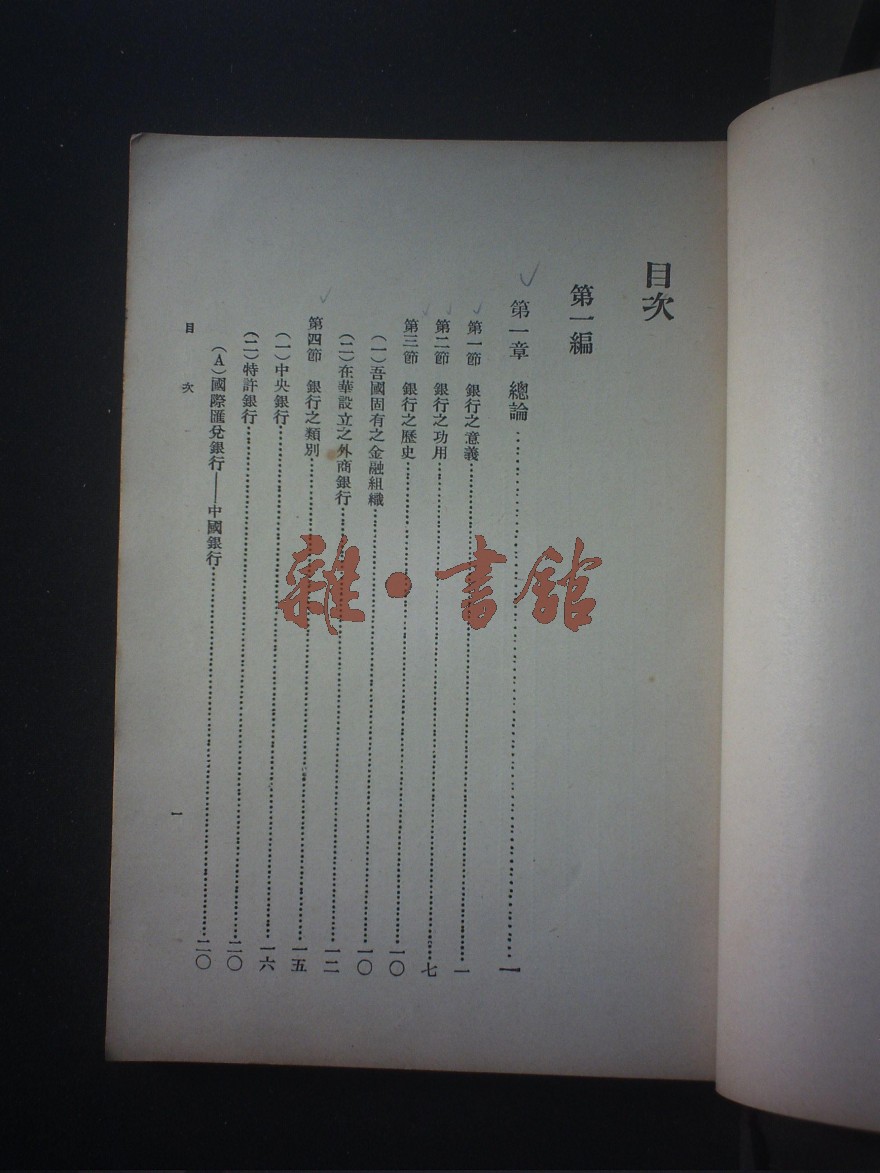 目次
第一編
第一章 總論 一
第一節 銀行之意義 一
第二節 銀行之功用 七
第三節 銀行之歷史 一〇
(一)吾國固有之金融組織 一〇
(二)在華設立之外商銀行 一二
第四節 銀行之類別 一五
(一)中央銀行 一六
(二)特許銀行 二〇
(A)國際匯兌銀行——中國銀行 二〇
目次
一
雜·書館